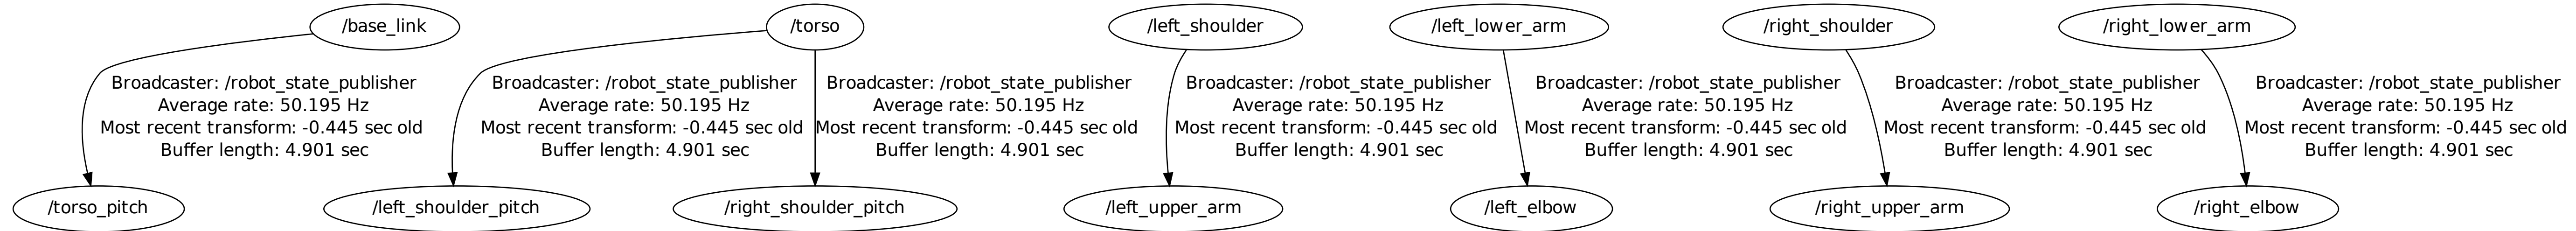 /base_link
/torso
/left_shoulder
/left_lower_arm
/right_shoulder
/right_lower_arm
Broadcaster: /robot_state_publisher
Average rate: 50.195 Hz
Most recent transform: -0.445 sec old
Buffer length: 4.901 sec
Broadcaster: /robot_state_publisher
Average rate: 50.195 Hz
Most recent transform: -0.445 sec old
Buffer length: 4.901 sec
Broadcaster: /robot_state_publisher
Average rate: 50.195 Hz
Most recent transform: -0.445 sec old
Buffer length: 4.901 sec
Broadcaster: /robot_state_publisher
Average rate: 50.195 Hz
Most recent transform: -0.445 sec old
Buffer length: 4.901 sec
Broadcaster: /robot_state_publisher
Average rate: 50.195 Hz
Most recent transform: -0.445 sec old
Buffer length: 4.901 sec
Broadcaster: /robot_state_publisher
Average rate: 50.195 Hz
Most recent transform: -0.445 sec old
Buffer length: 4.901 sec
Broadcaster: /robot_state_publisher
Average rate: 50.195 Hz
Most recent transform: -0.445 sec old
Buffer length: 4.901 sec
/torso_pitch
/left_shoulder_pitch
/right_shoulder_pitch
/left_upper_arm
/left_elbow
/right_upper_arm
/right_elbow